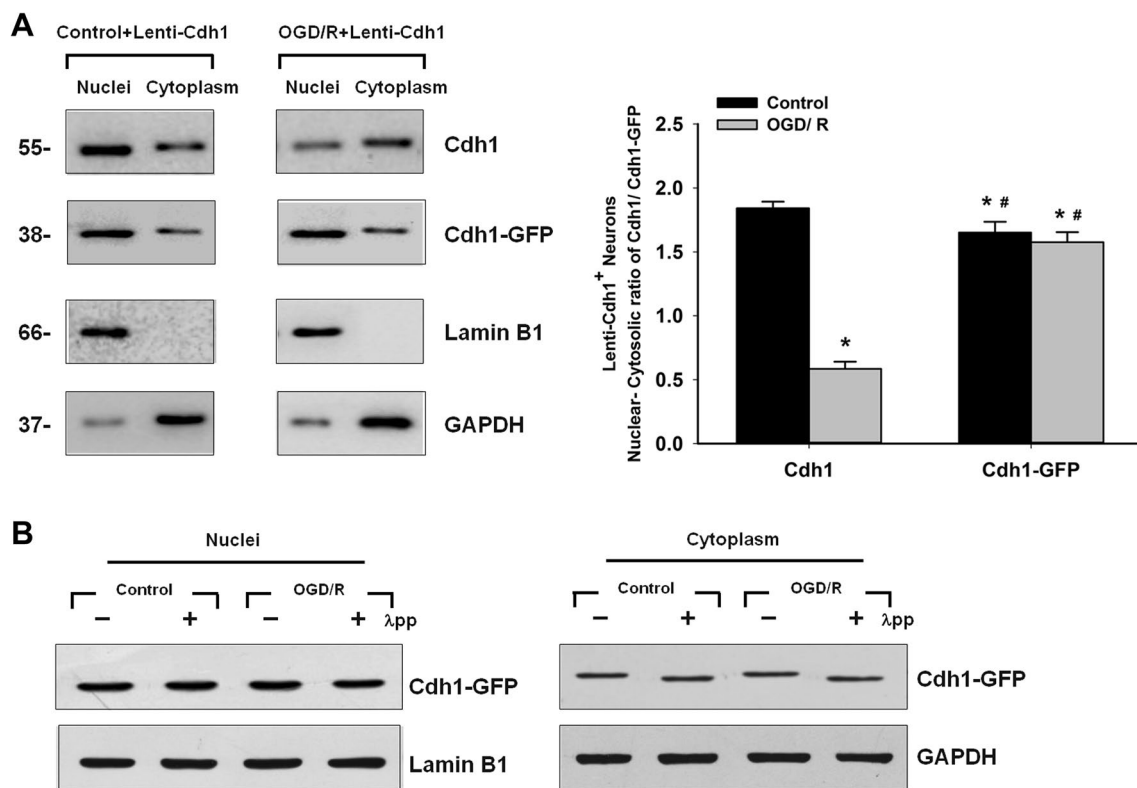 A
Control+Lenti-Cdh1 OGD/R+Lenti-Cdh1
Nuclei Cytoplasm Nuclei Cytoplasm
55- Cdh1
38- Cdh1-GFP
66- Lamin B1
37- GAPDH
Lenti-Cdh1+ Neurons
Nuclear- Cytosolic ratio of Cdh1/ Cdh1-GFP
Control
OGD/ R
2.5
2.0
1.5
1.0
0.5
0.0
*
* #
* #
Cdh1 Cdh1-GFP
B
Nuclei
Control OGD/R
− + − + λpp
Cdh1-GFP
Lamin B1
Cytoplasm
Control OGD/R
− + − + λpp
Cdh1-GFP
GAPDH